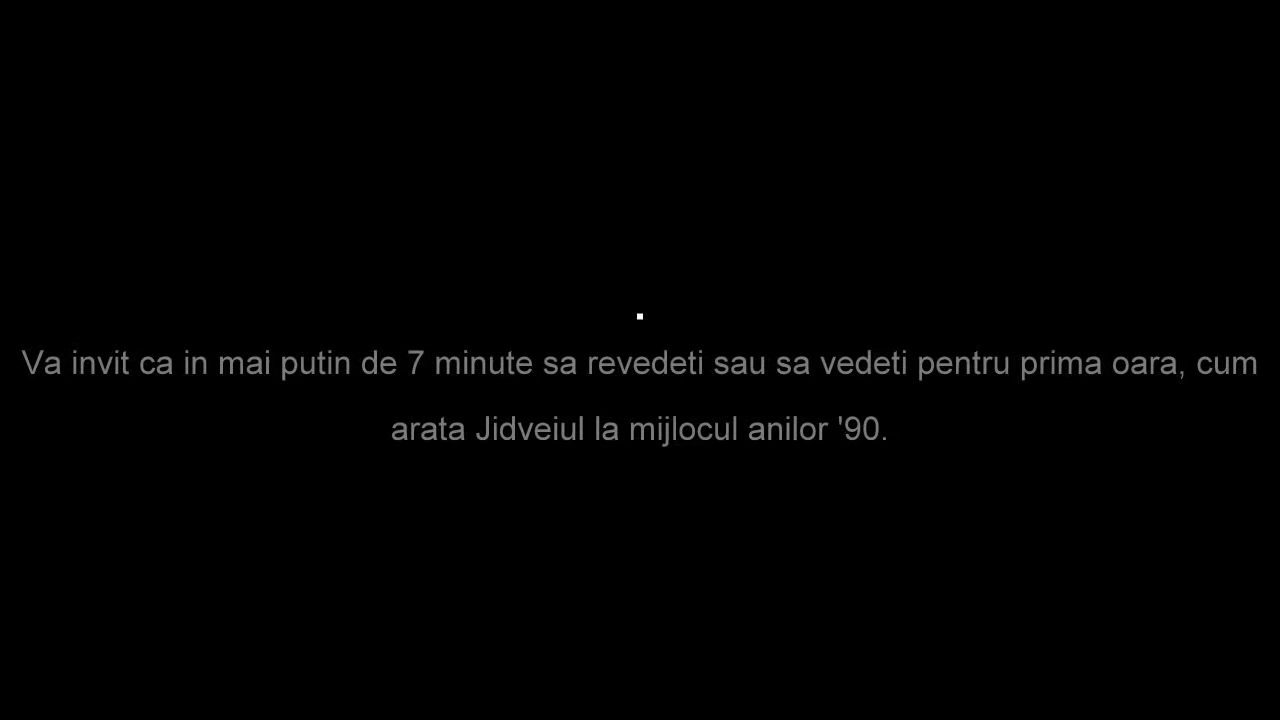 .
Va invit ca in mai putin de 7 minute sa revedeti sau sa vedeti pentru prima oara, cum
arata Jidveiul la mijlocul anilor '90.